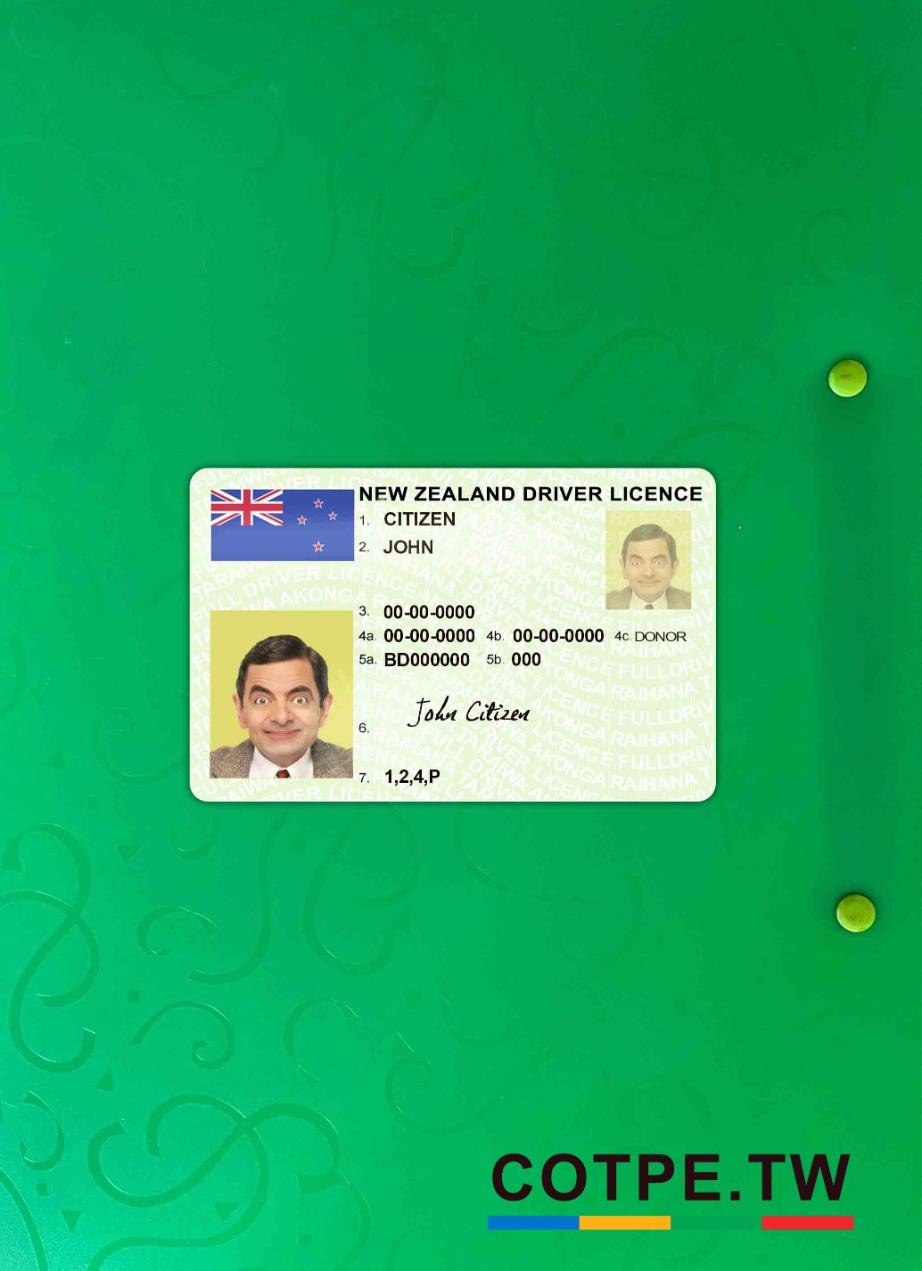 NEW ZEALAND DRIVER LICENCE
1. CITIZEN
2. JOHN
3. 00-00-0000
4a. 00-00-0000 4b. 00-00-0000 4c. DONOR
5a. BD000000 5b. 000
6. John Citizen
7. 1,2,4,P
COTPE.TW